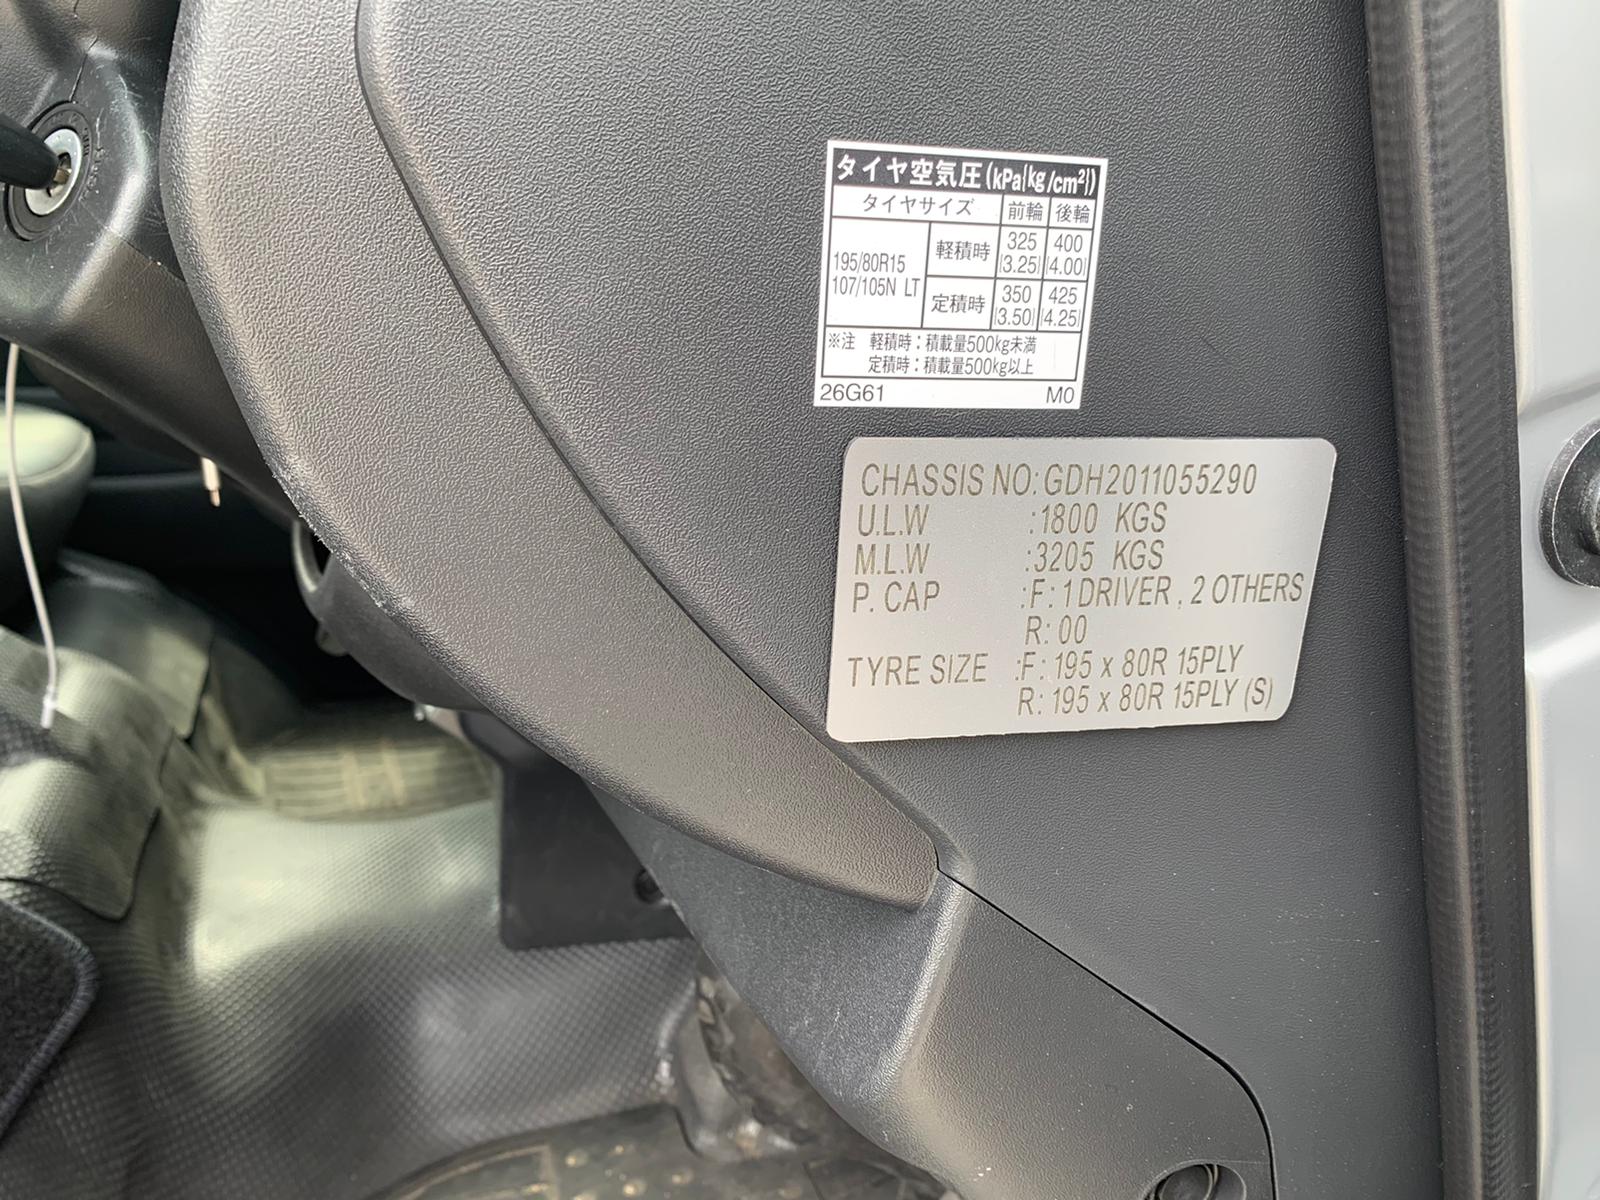 タイヤ空気圧(kPa{kg/cm²})
タイヤサイズ 前輪 後輪
195/80R15 107/105N LT 軽積時 325 {3.25} 400 {4.00}
定積時 350 {3.50} 425 {4.25}
※注 軽積時:積載量500kg未満
定積時:積載量500kg以上
26G61 M0
CHASSIS NO:GDH2011055290
U.L.W :1800 KGS
M.L.W :3205 KGS
P. CAP :F: 1 DRIVER , 2 OTHERS
R: 00
TYRE SIZE :F: 195 x 80R 15PLY
R: 195 x 80R 15PLY (S)